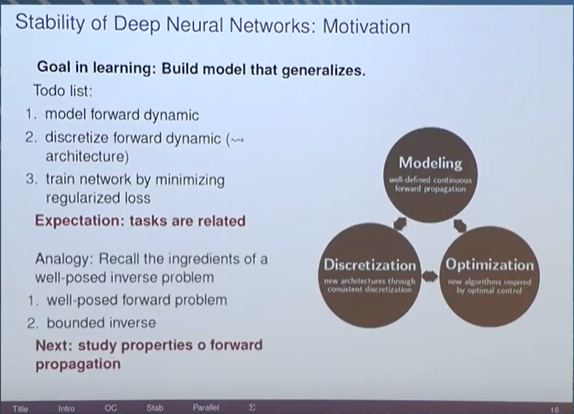 Stability of Deep Neural Networks: Motivation
Goal in learning: Build model that generalizes.
Todo list:
1. model forward dynamic
2. discretize forward dynamic (⇝
architecture)
3. train network by minimizing
regularized loss
Expectation: tasks are related
Analogy: Recall the ingredients of a
well-posed inverse problem
1. well-posed forward problem
2. bounded inverse
Next: study properties o forward
propagation
Modeling
well-defined continuous
forward propagation
Discretization
new architectures through
consistent discretization
Optimization
new algorithms inspired
by optimal control
Title Intro OC Stab Parallel Σ
16